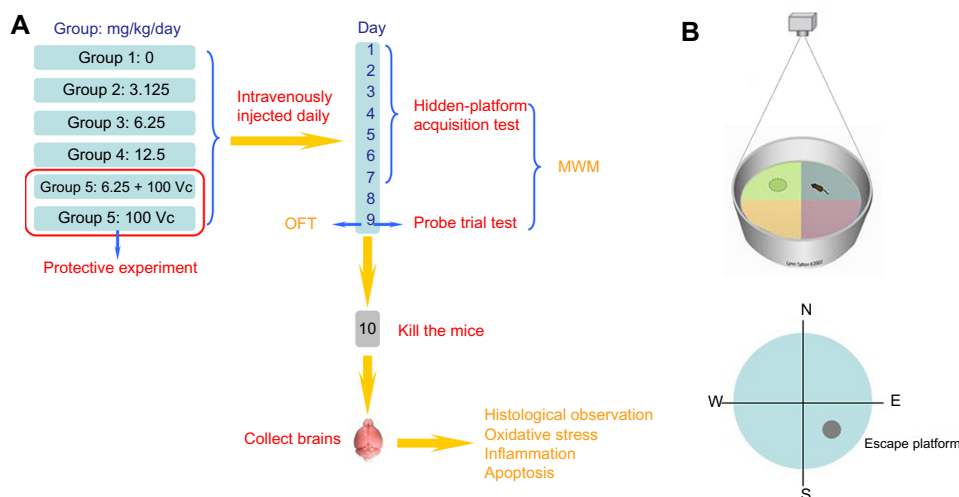 A
Group: mg/kg/day
Group 1: 0
Group 2: 3.125
Group 3: 6.25
Group 4: 12.5
Group 5: 6.25 + 100 Vc
Group 5: 100 Vc
Protective experiment
Intravenously
injected daily
Day
1
2
3
4
5
6
7
8
9
Hidden-platform
acquisition test
MWM
OFT
Probe trial test
10
Kill the mice
Collect brains
Histological observation
Oxidative stress
Inflammation
Apoptosis
B
Lynn Talton ©2007
N
W
E
Escape platform
S